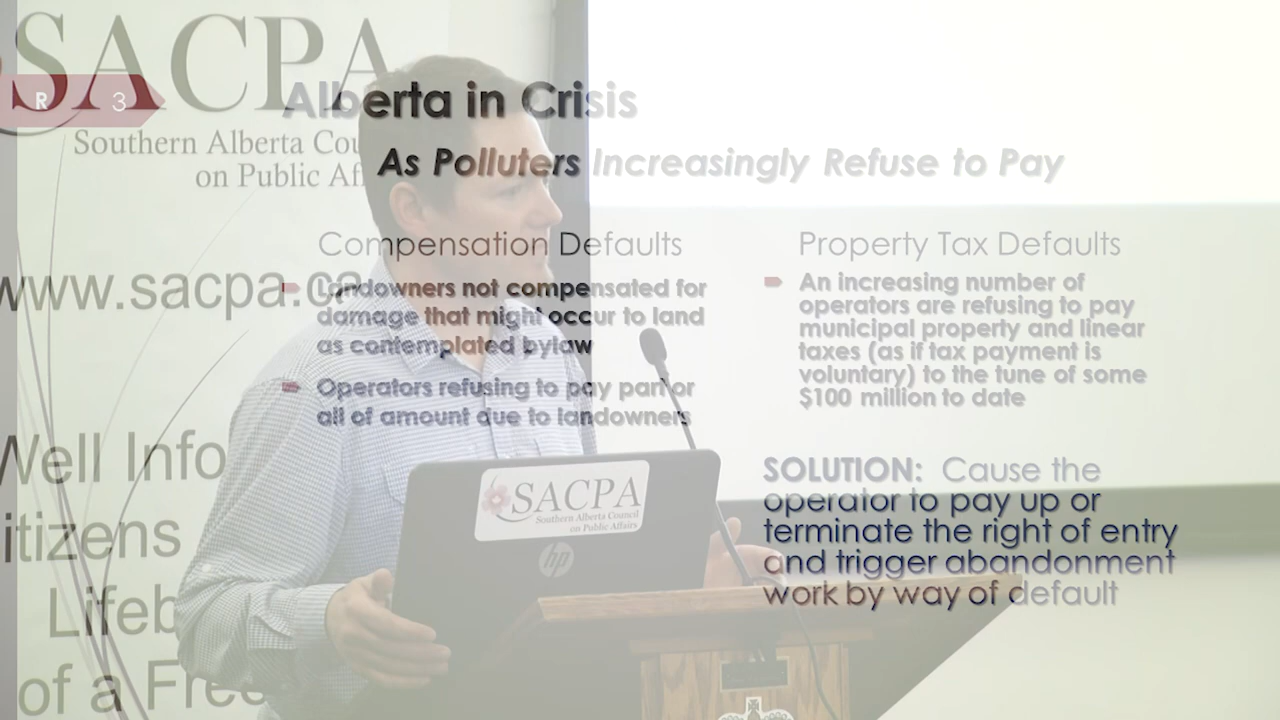 SACPA
R 3
Southern Alberta Cou
on Public Af
www.sacpa.ca
Well Info
itizens
Lifeb
of a Free
Alberta in Crisis
As Polluters Increasingly Refuse to Pay
Compensation Defaults
Landowners not compensated for
damage that might occur to land
as contemplated bylaw
Operators refusing to pay part or
all of amount due to landowners
Property Tax Defaults
An increasing number of
operators are refusing to pay
municipal property and linear
taxes (as if tax payment is
voluntary) to the tune of some
$100 million to date
SOLUTION: Cause the
operator to pay up or
terminate the right of entry
and trigger abandonment
work by way of default
SACPA
Southern Alberta Council
on Public Affairs
hp